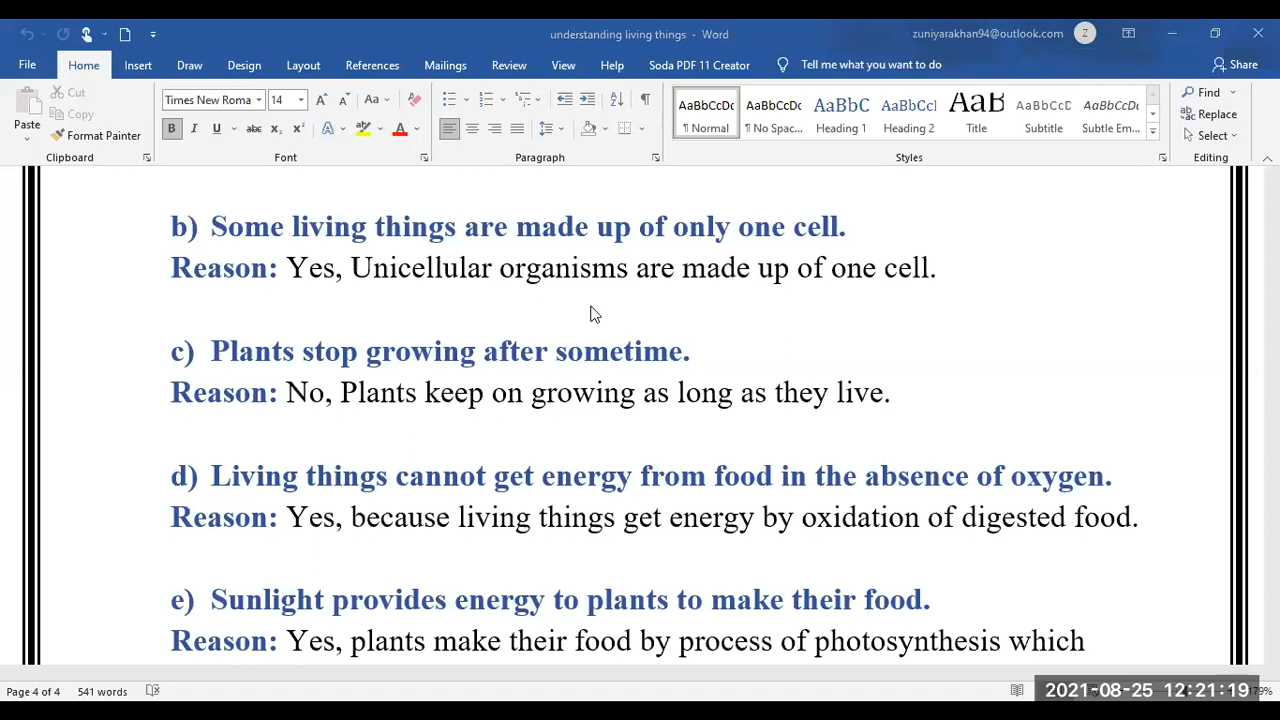 understanding living things - Word
zuniyarakhan94@outlook.com
Z
File Home Insert Draw Design Layout References Mailings Review View Help Soda PDF 11 Creator Tell me what you want to do Share
Paste
Cut
Copy
Format Painter
Clipboard
Times New Roma 14
Font
Paragraph
AaBbCcDc AaBbCcDc AaBbC AaBbCcI AaB AaBbCcD AaBbCcD
¶ Normal ¶ No Spac... Heading 1 Heading 2 Title Subtitle Subtle Em...
Styles
Find
Replace
Select
Editing
b) Some living things are made up of only one cell.
Reason: Yes, Unicellular organisms are made up of one cell.
c) Plants stop growing after sometime.
Reason: No, Plants keep on growing as long as they live.
d) Living things cannot get energy from food in the absence of oxygen.
Reason: Yes, because living things get energy by oxidation of digested food.
e) Sunlight provides energy to plants to make their food.
Reason: Yes, plants make their food by process of photosynthesis which
Page 4 of 4 541 words
2021-08-25 12:21:19
179%